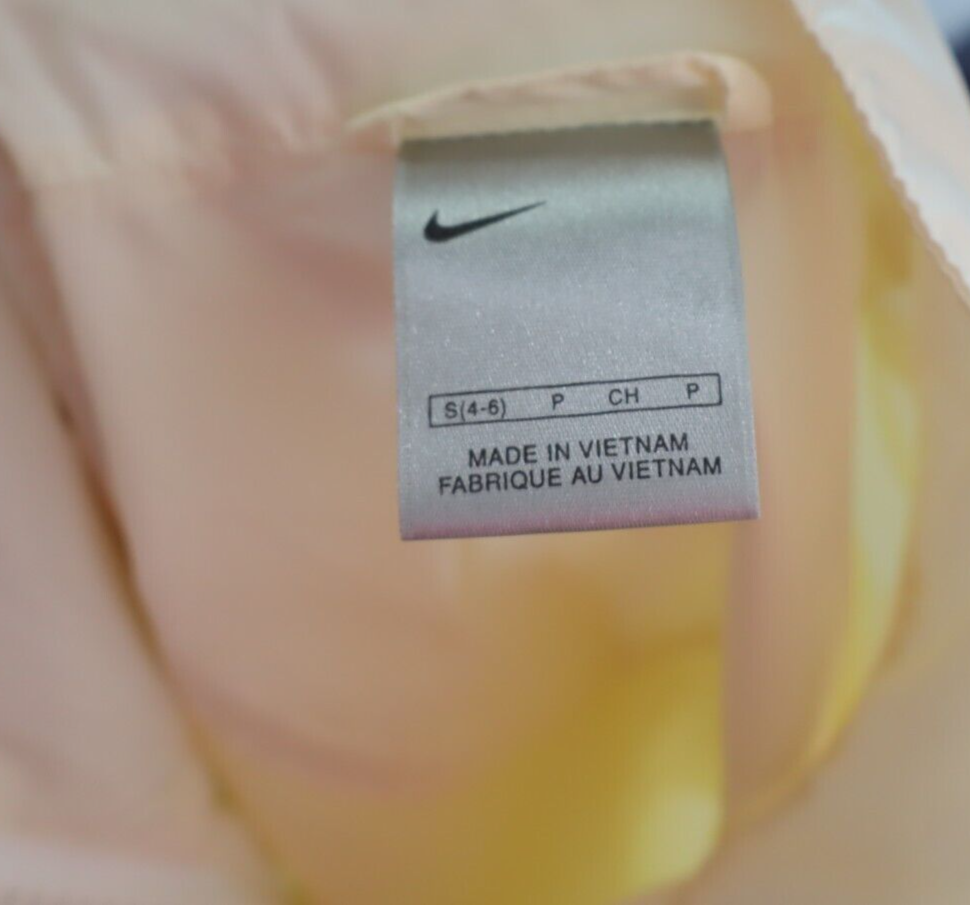 S(4-6) P CH P
MADE IN VIETNAM
FABRIQUE AU VIETNAM